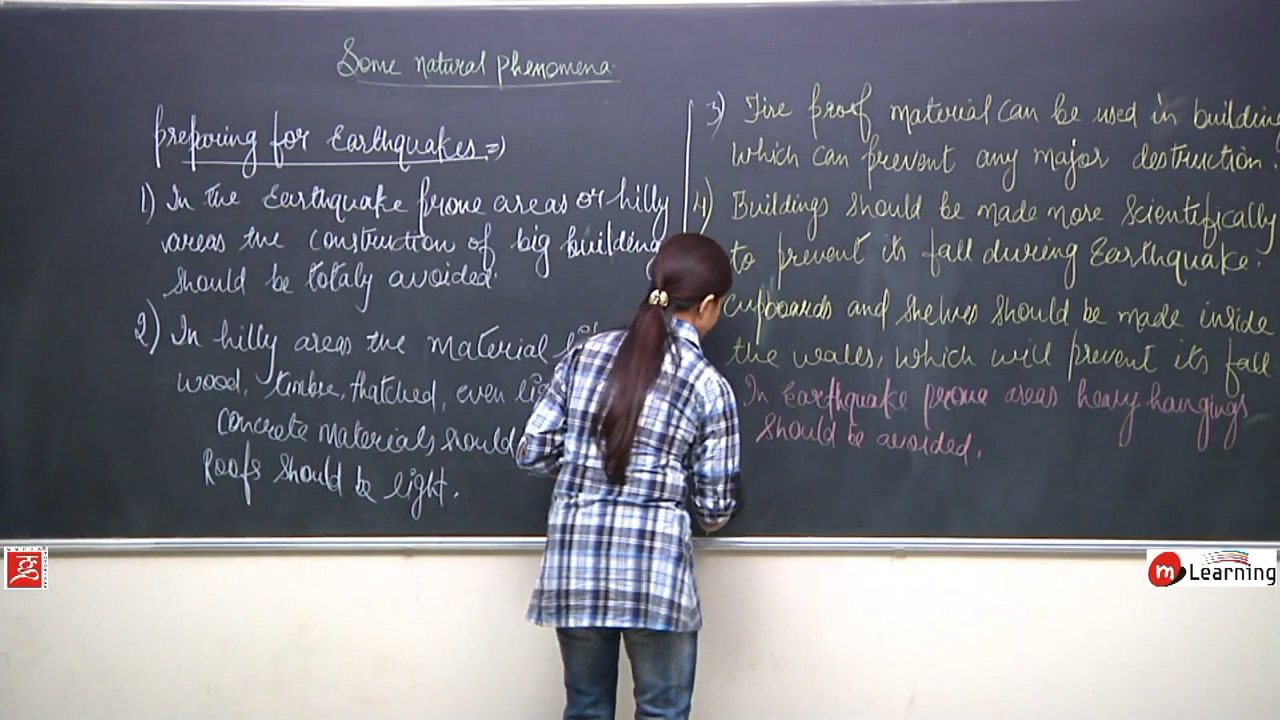 Some natural phenomena
preparing for Earthquakes =>
1) In the Earthquake prone areas or hilly
areas the construction of big building
should be totaly avoided.
2) In hilly areas the material
wood, timbre, thatched, even
Concrete materials should
Roofs should be light.
3) Fire proof material can be used in building
which can prevent any major destruction.
4) Buildings should be made more Scientifically
to prevent its fall during Earthquake.
cupboards and shelves should be made inside
the walls, which will prevent its fall
In Earthquake prone areas heavy hangings
should be avoided.
m Learning